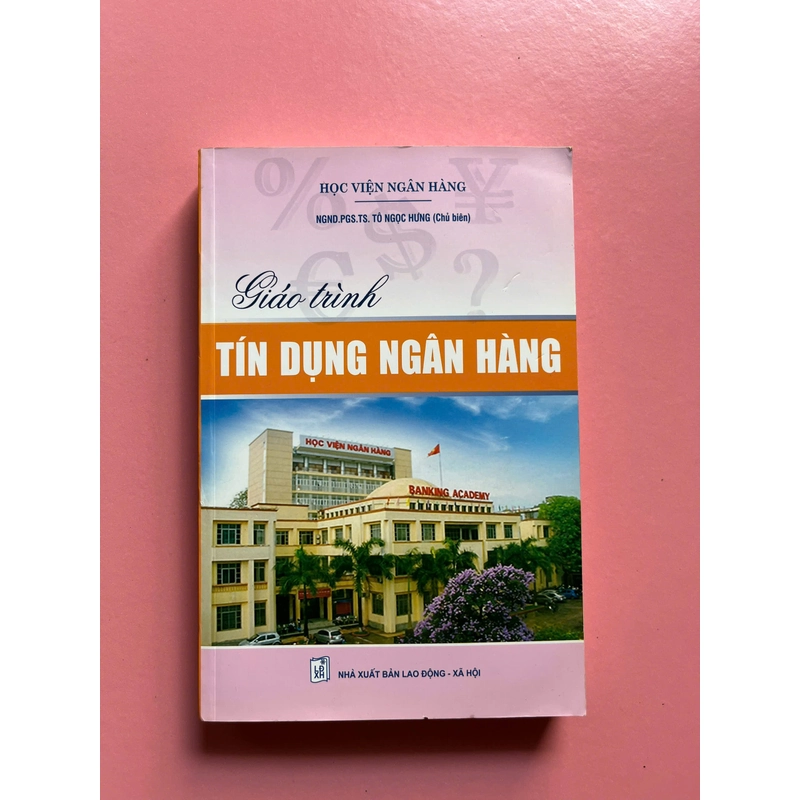 HỌC VIỆN NGÂN HÀNG
NGND.PGS.TS. TÔ NGỌC HƯNG (Chủ biên)
% ¥
$
€ ?
Giáo trình
TÍN DỤNG NGÂN HÀNG
HỌC VIỆN NGÂN HÀNG
BANKING ACADEMY
LĐ
XH
NHÀ XUẤT BẢN LAO ĐỘNG - XÃ HỘI